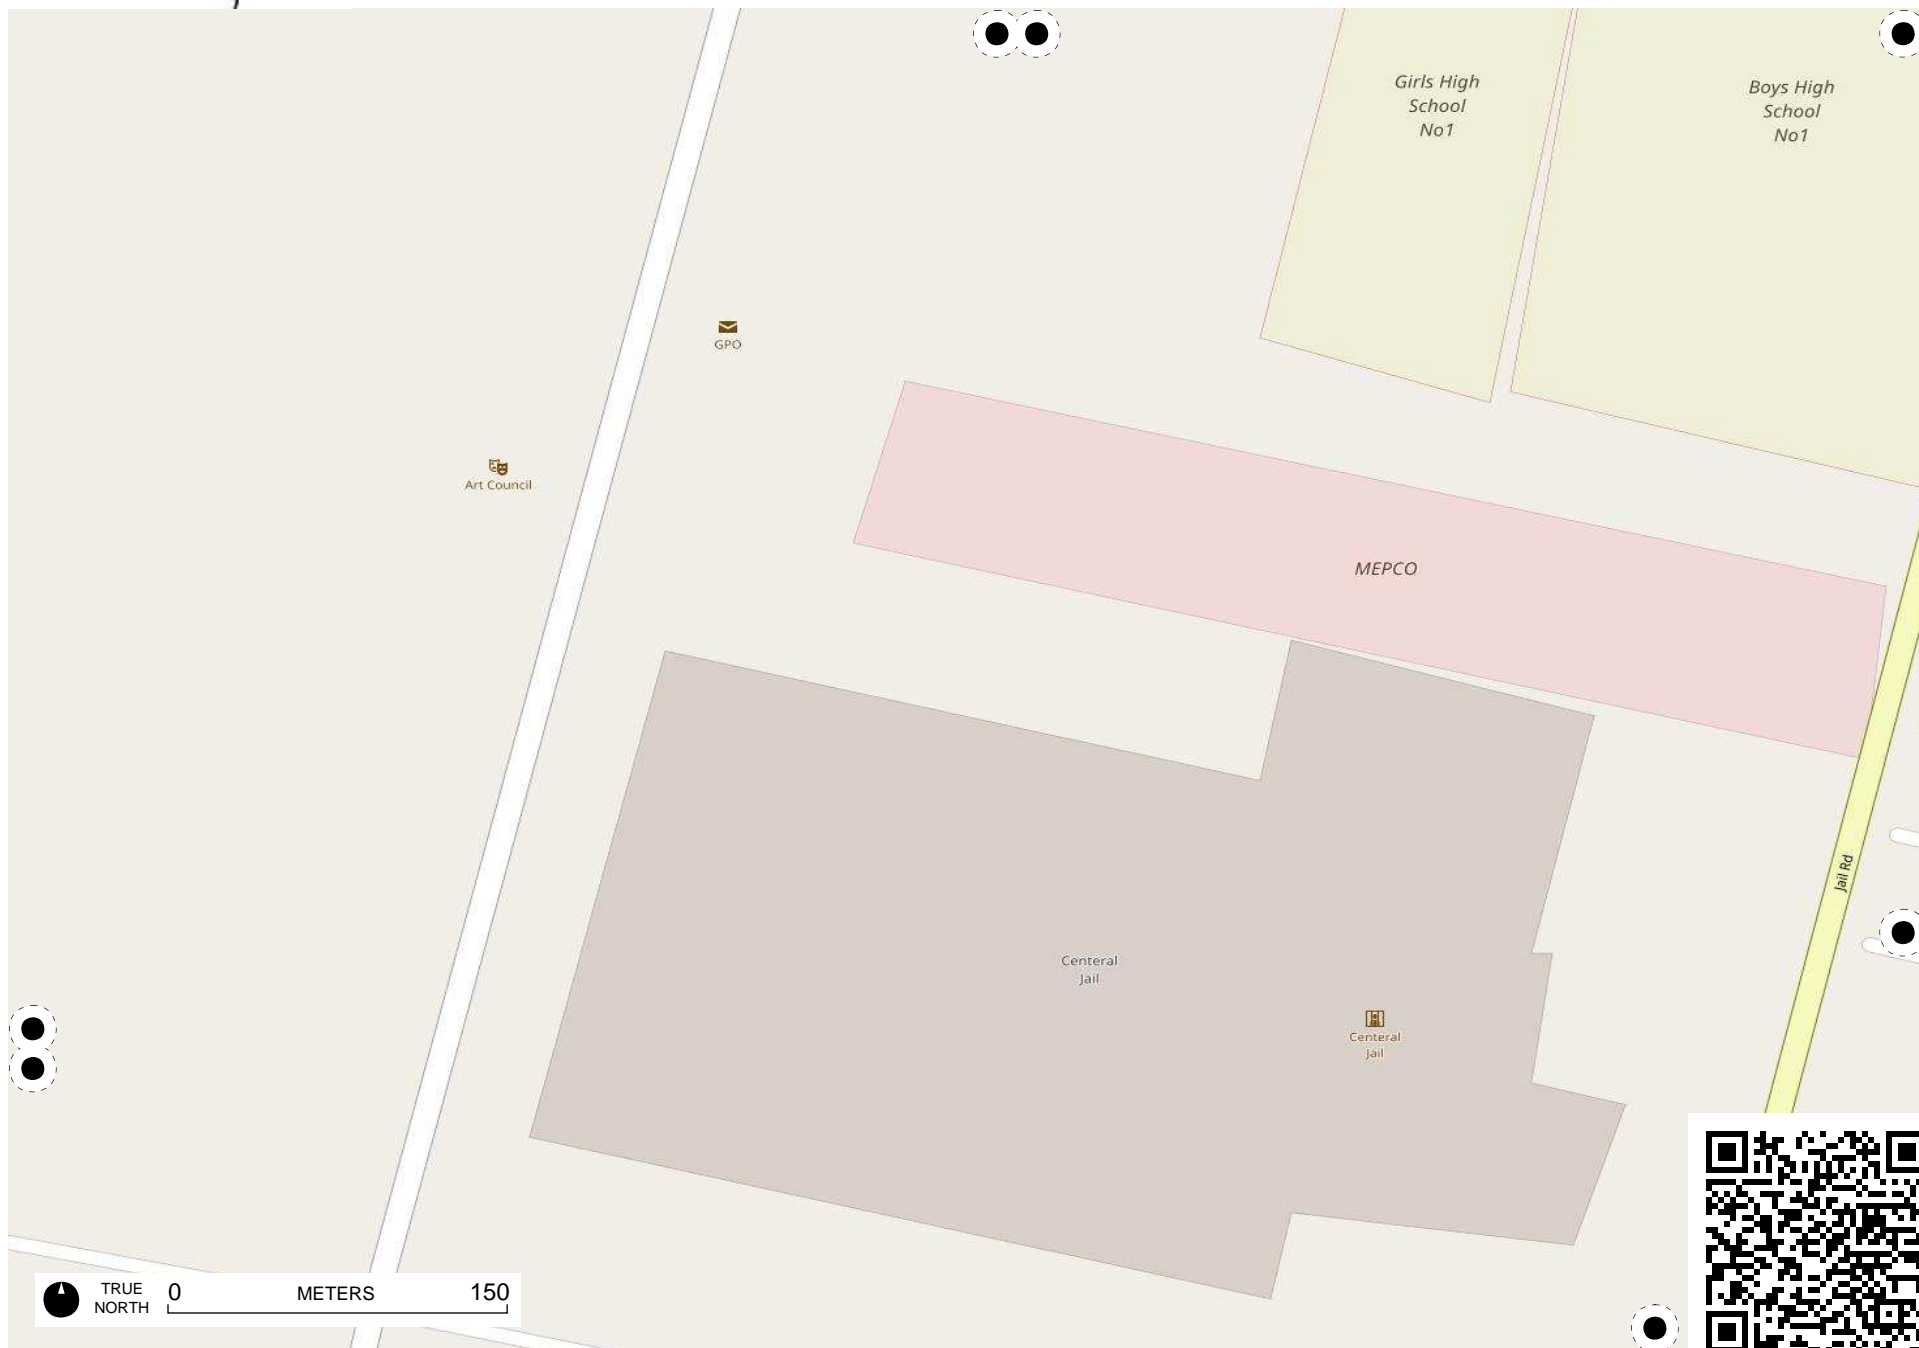 Girls High
School
No1
Boys High
School
No1
GPO
Art Council
MEPCO
Jail Rd
Centeral
Jail
Centeral
Jail
TRUE
NORTH
0 METERS 150